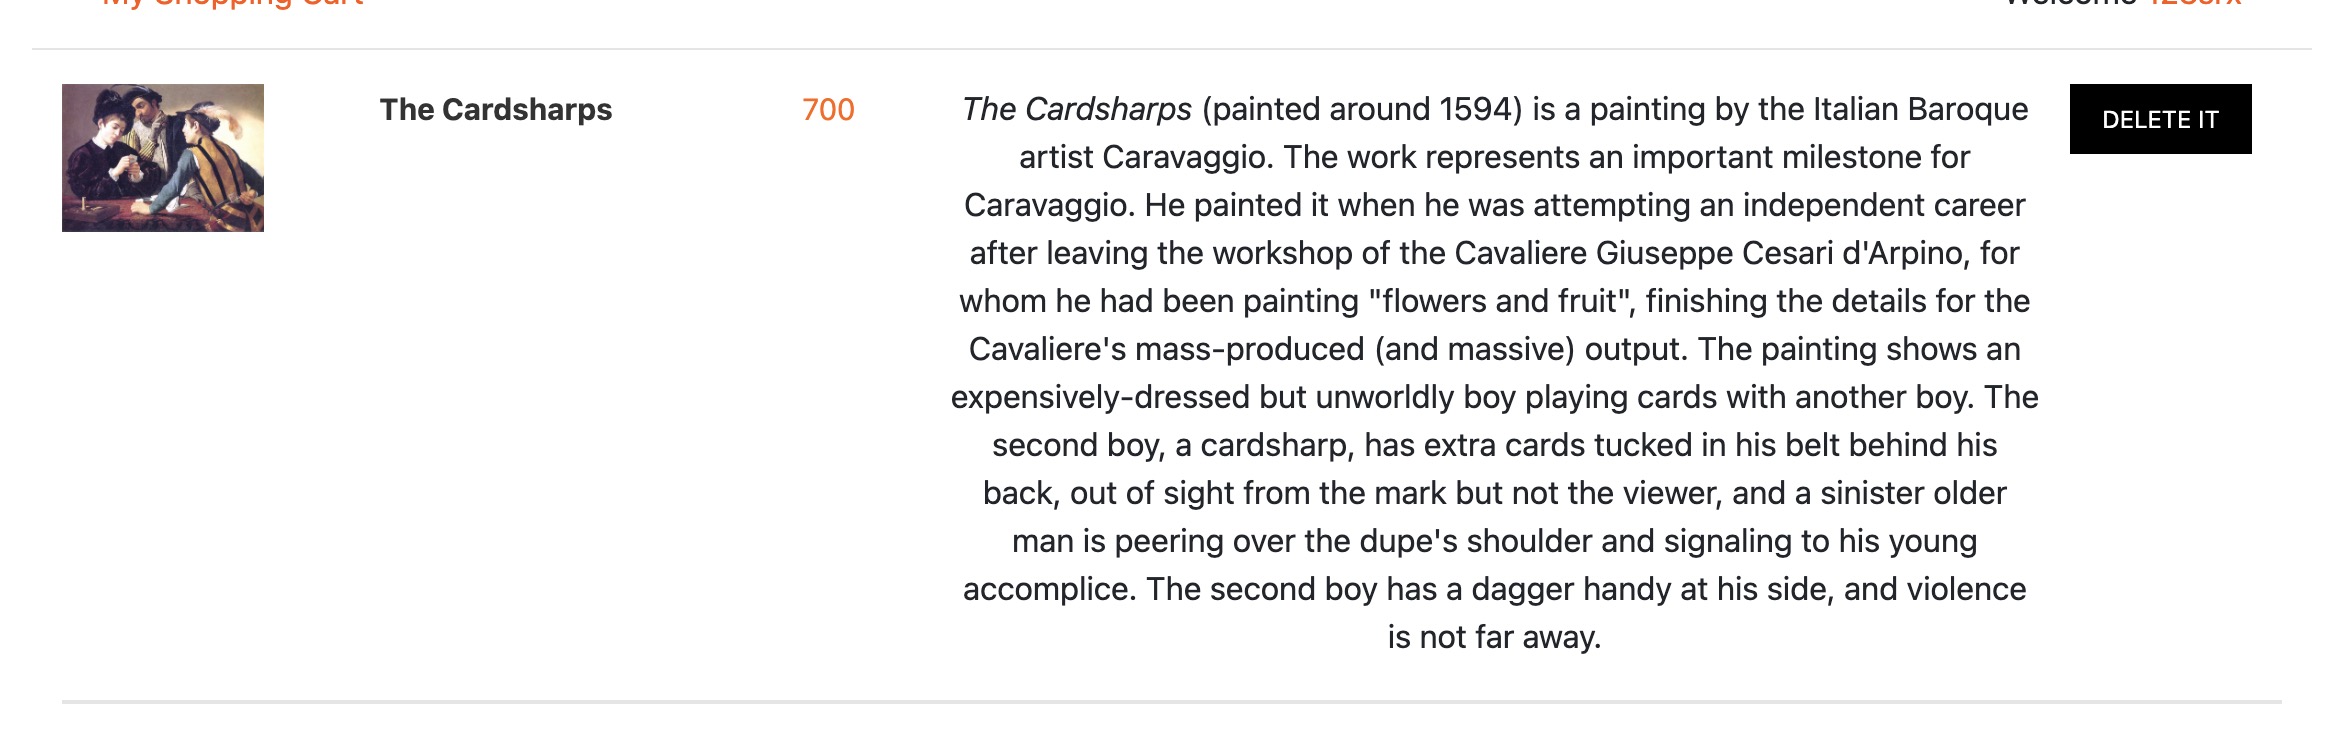 My Shopping Cart
Welcome
The Cardsharps
700
The Cardsharps (painted around 1594) is a painting by the Italian Baroque
artist Caravaggio. The work represents an important milestone for
Caravaggio. He painted it when he was attempting an independent career
after leaving the workshop of the Cavaliere Giuseppe Cesari d'Arpino, for
whom he had been painting "flowers and fruit", finishing the details for the
Cavaliere's mass-produced (and massive) output. The painting shows an
expensively-dressed but unworldly boy playing cards with another boy. The
second boy, a cardsharp, has extra cards tucked in his belt behind his
back, out of sight from the mark but not the viewer, and a sinister older
man is peering over the dupe's shoulder and signaling to his young
accomplice. The second boy has a dagger handy at his side, and violence
is not far away.
DELETE IT